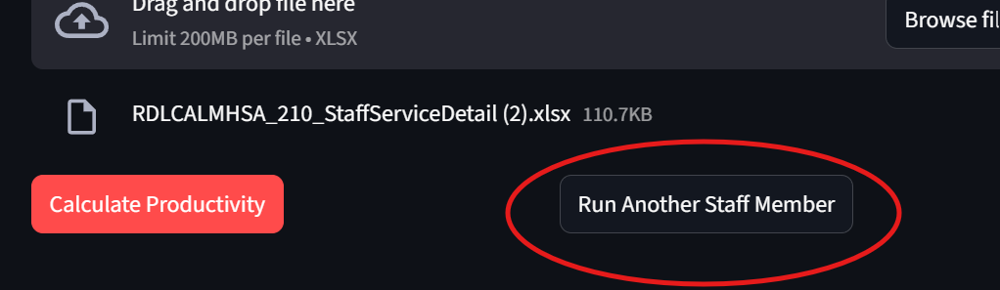 Drag and drop file here
Limit 200MB per file • XLSX
Browse
RDLCALMHSA_210_StaffServiceDetail (2).xlsx 110.7KB
Calculate Productivity
Run Another Staff Member